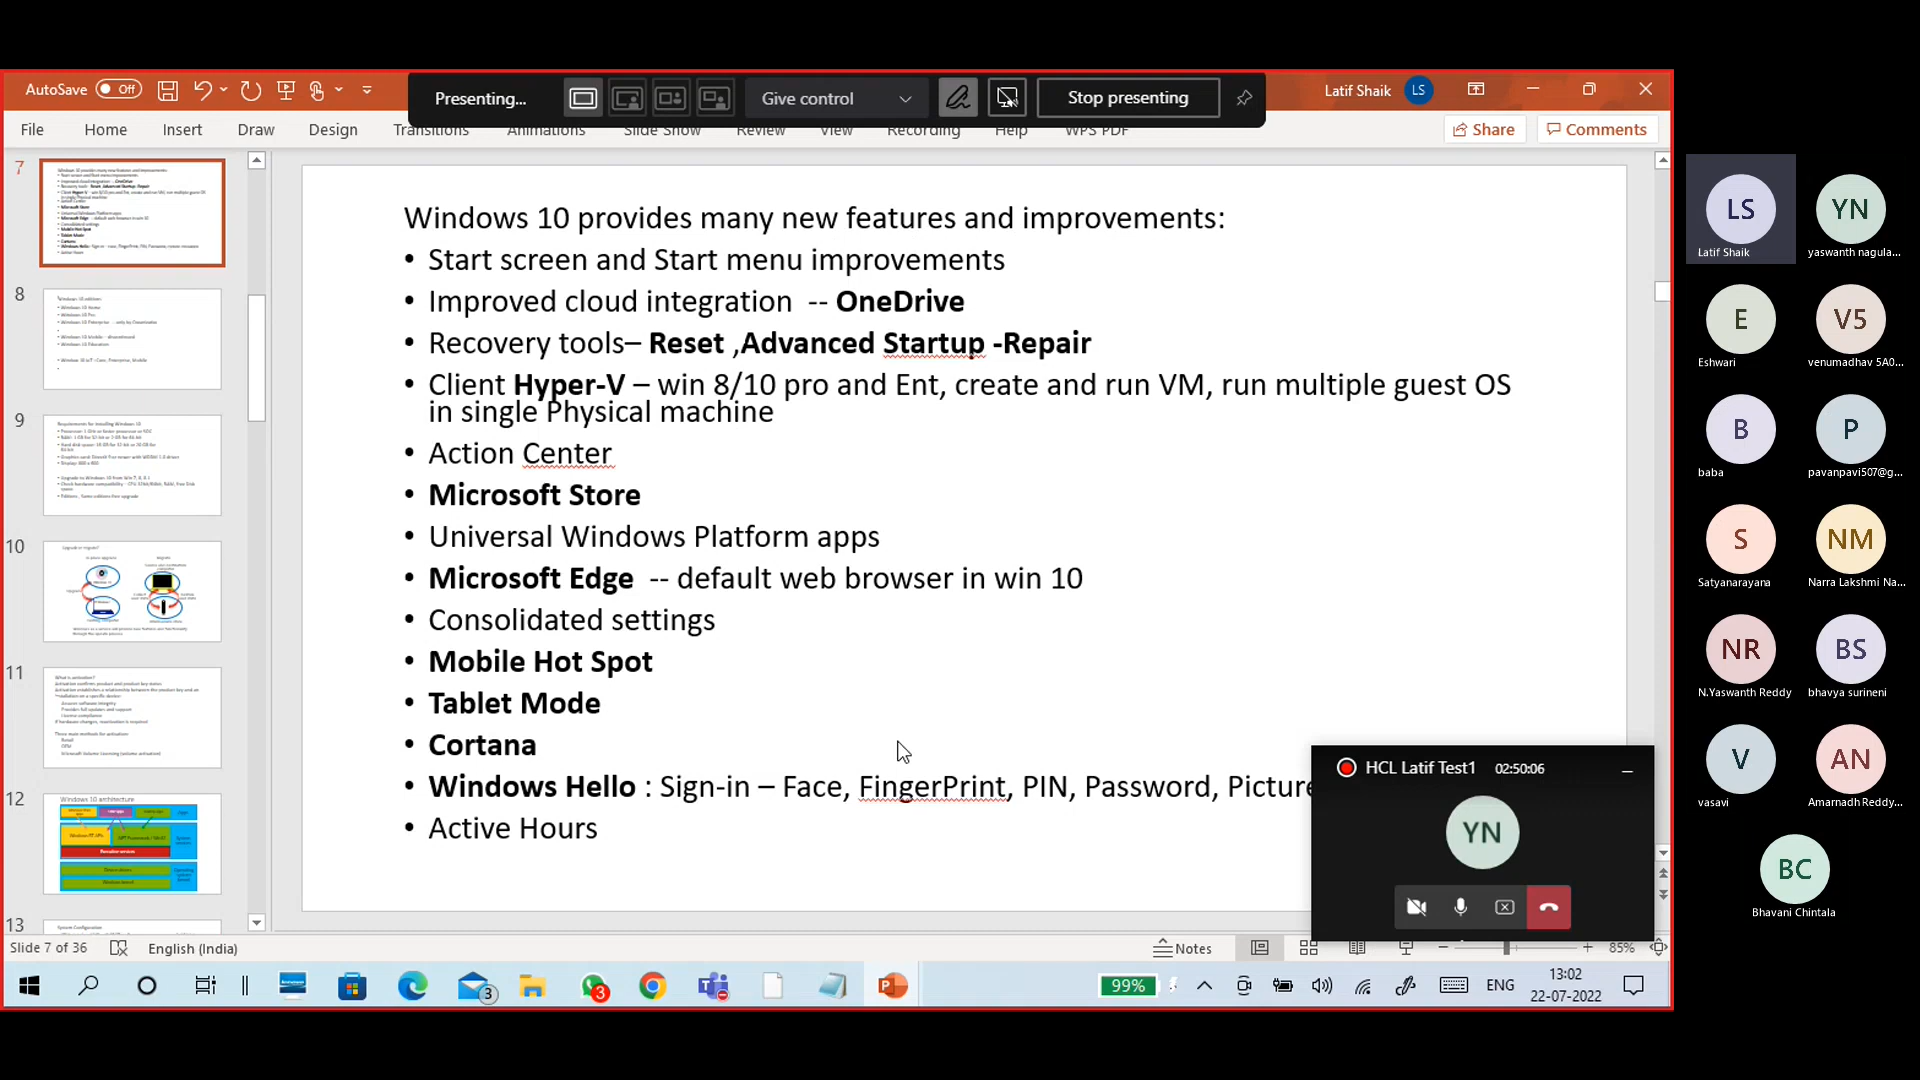 AutoSave Off
Presenting...
Give control
Stop presenting
Latif Shaik
LS
File Home Insert Draw Design Transitions Animations Slide Show Review View Recording Help WPS PDF Share Comments
7
8
9
10
11
12
13
Windows 10 architecture
System Configuration
Windows 10 provides many new features and improvements:
• Start screen and Start menu improvements
• Improved cloud integration -- OneDrive
• Recovery tools– Reset ,Advanced Startup -Repair
• Client Hyper-V – win 8/10 pro and Ent, create and run VM, run multiple guest OS
in single Physical machine
• Action Center
• Microsoft Store
• Universal Windows Platform apps
• Microsoft Edge -- default web browser in win 10
• Consolidated settings
• Mobile Hot Spot
• Tablet Mode
• Cortana
• Windows Hello : Sign-in – Face, FingerPrint, PIN, Password, Picture
• Active Hours
HCL Latif Test1 02:50:06
YN
Slide 7 of 36 English (India) Notes 85%
3
3
99%
ENG
13:02
22-07-2022
LS
Latif Shaik
YN
yaswanth nagula...
E
Eshwari
V5
venumadhav 5A0...
B
baba
P
pavanpavi507@g...
S
Satyanarayana
NM
Narra Lakshmi Na...
NR
N.Yaswanth Reddy
BS
bhavya surineni
V
vasavi
AN
Amarnadh Reddy...
BC
Bhavani Chintala